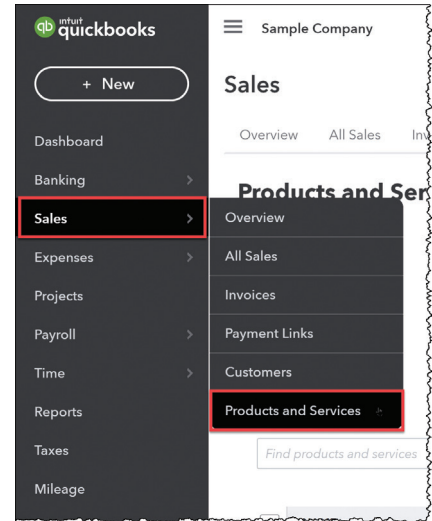 intuit
quickbooks
+ New
Dashboard
Banking
Sales
Expenses
Projects
Payroll
Time
Reports
Taxes
Mileage
Sample Company
Sales
Overview All Sales
Products and Ser
Overview
All Sales
Invoices
Payment Links
Customers
Products and Services
Find products and services